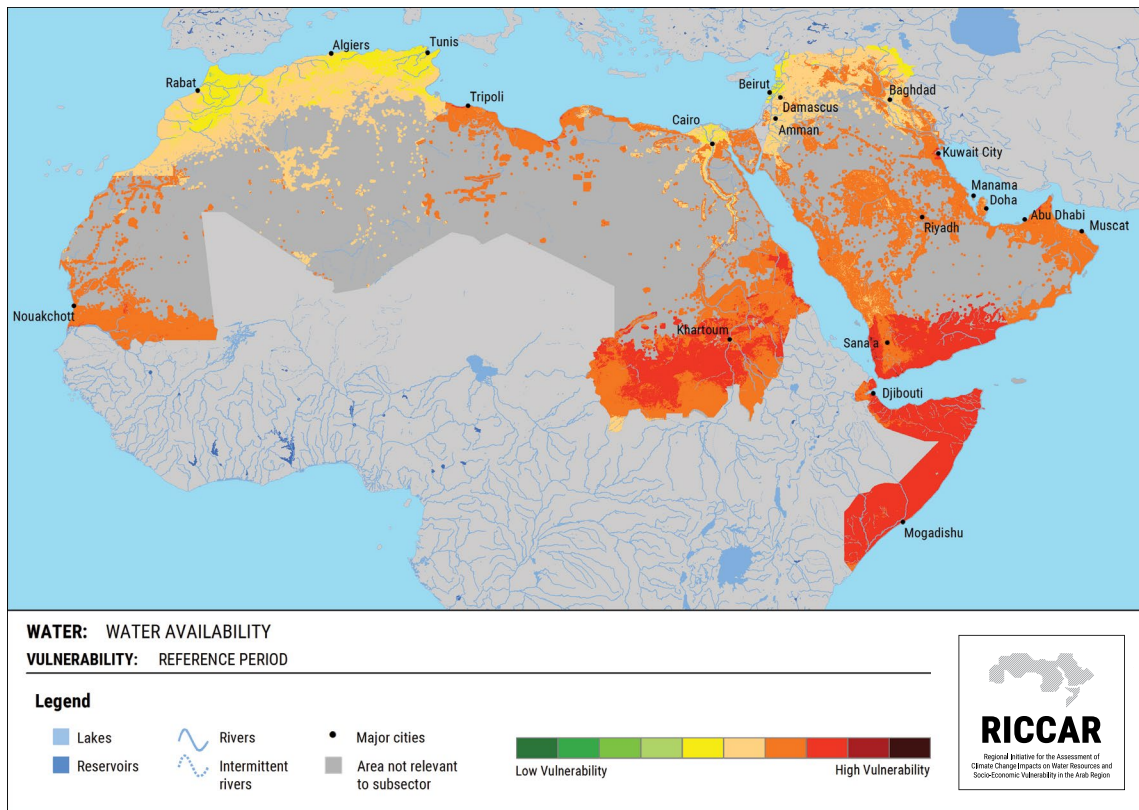 Algiers
Tunis
Rabat
Tripoli
Beirut
Damascus
Baghdad
Cairo
Amman
Kuwait City
Manama
Doha
Abu Dhabi
Riyadh
Muscat
Nouakchott
Khartoum
Sana'a
Djibouti
Mogadishu
WATER: WATER AVAILABILITY
VULNERABILITY: REFERENCE PERIOD
Legend
Lakes
Reservoirs
Rivers
Intermittent
rivers
Major cities
Area not relevant
to subsector
Low Vulnerability
High Vulnerability
RICCAR
Regional Initiative for the Assessment of
Climate Change Impacts on Water Resources and
Socio-Economic Vulnerability in the Arab Region